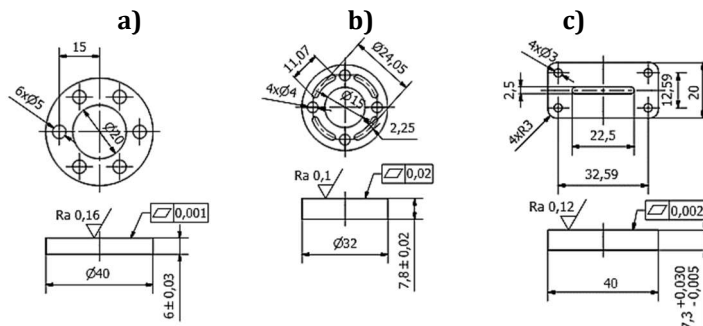 a)
15
6xØ5
Ø20
Ra 0,16
⏥ 0,001
Ø40
6 ± 0,03
b)
11,07
Ø24,05
4xØ4
Ø15
2,25
Ra 0,1
⏥ 0,02
Ø32
7,8 ± 0,02
c)
4xØ3
2,5
4xR3
12,59
20
22,5
32,59
Ra 0,12
⏥ 0,002
40
7,3 +0,030 -0,005